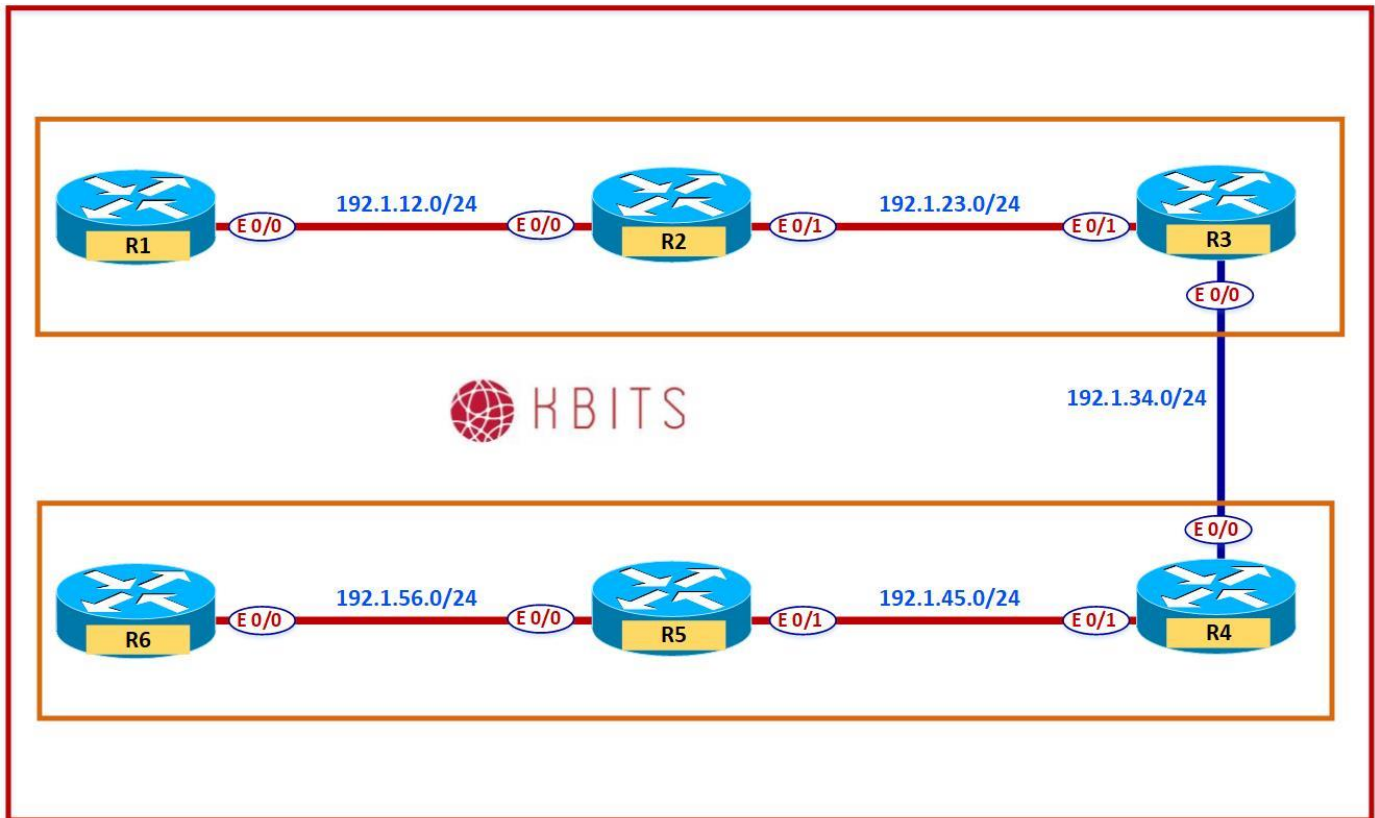 192.1.12.0/24
192.1.23.0/24
E 0/0
E 0/0
E 0/1
E 0/1
R1
R2
R3
E 0/0
KBITS
192.1.34.0/24
E 0/0
192.1.56.0/24
192.1.45.0/24
E 0/0
E 0/0
E 0/1
E 0/1
R6
R5
R4